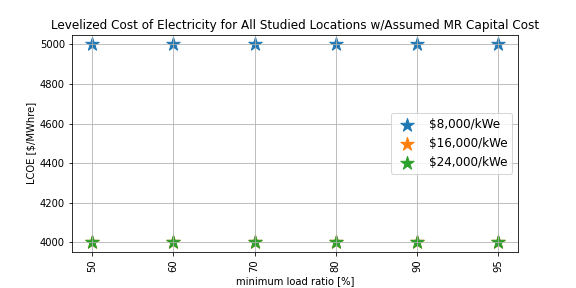 Levelized Cost of Electricity for All Studied Locations w/Assumed MR Capital Cost
5000
4800
4600
4400
4200
4000
LCOE [$/MWhre]
$8,000/kWe
$16,000/kWe
$24,000/kWe
50
60
70
80
90
95
minimum load ratio [%]